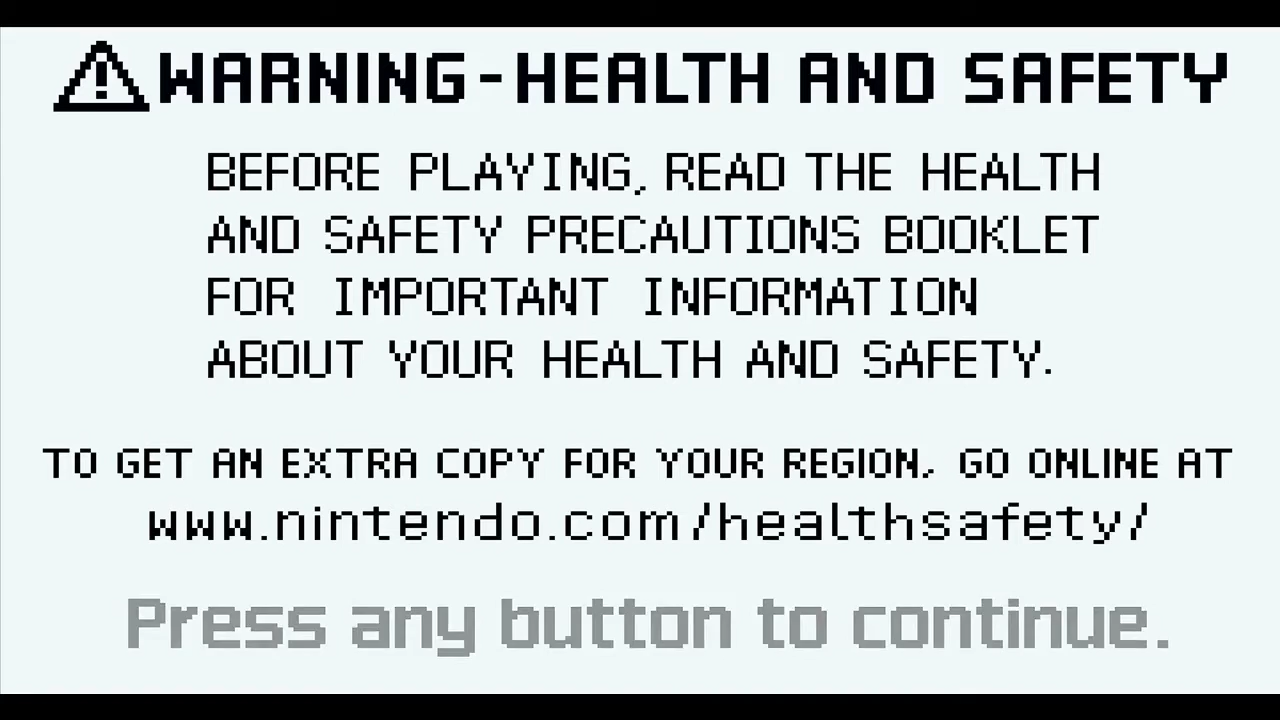 WARNING-HEALTH AND SAFETY
BEFORE PLAYING, READ THE HEALTH
AND SAFETY PRECAUTIONS BOOKLET
FOR IMPORTANT INFORMATION
ABOUT YOUR HEALTH AND SAFETY.
TO GET AN EXTRA COPY FOR YOUR REGION, GO ONLINE AT
www.nintendo.com/healthsafety/
Press any button to continue.